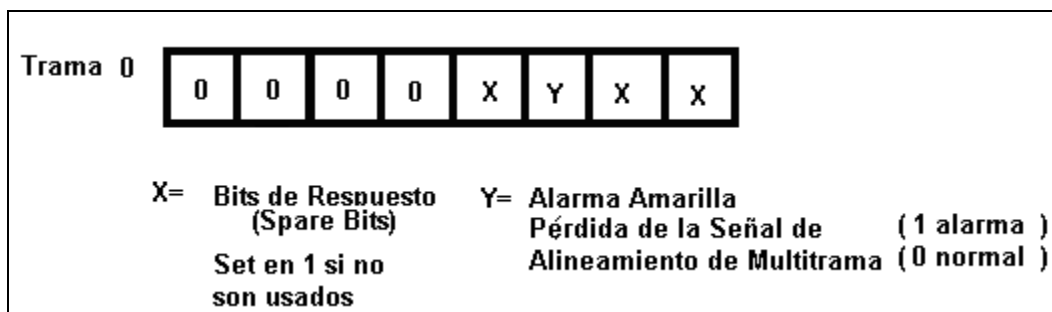 Trama 0
0 0 0 0 X Y X X
X= Bits de Respuesto
(Spare Bits)
Set en 1 si no
son usados
Y= Alarma Amarilla
Pérdida de la Señal de ( 1 alarma )
Alineamiento de Multitrama ( 0 normal )